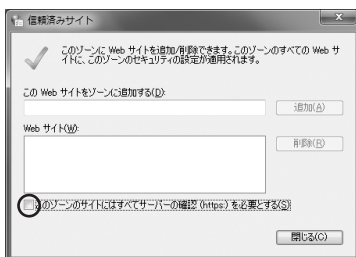 信頼済みサイト
このゾーンに Web サイトを追加/削除できます。このゾーンのすべての Web サ
イトに、このゾーンのセキュリティの設定が適用されます。
この Web サイトをゾーンに追加する(D):
追加(A)
Web サイト(W):
削除(R)
このゾーンのサイトにはすべてサーバーの確認 (https:) を必要とする(S)
閉じる(C)